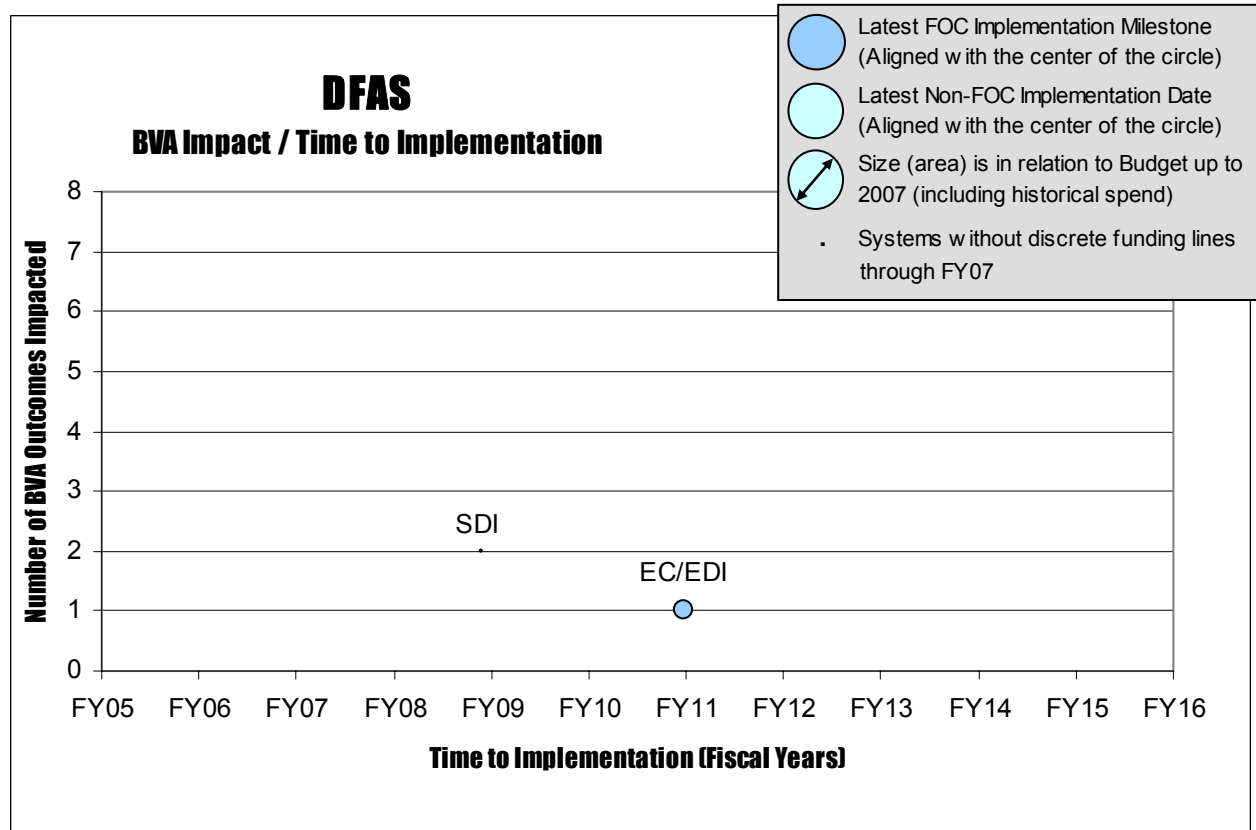 Latest FOC Implementation Milestone
(Aligned with the center of the circle)
Latest Non-FOC Implementation Date
(Aligned with the center of the circle)
Size (area) is in relation to Budget up to
2007 (including historical spend)
. Systems without discrete funding lines
through FY07
DFAS
BVA Impact / Time to Implementation
Number of BVA Outcomes Impacted
8
7
6
5
4
3
2
1
0
SDI
EC/EDI
FY05 FY06 FY07 FY08 FY09 FY10 FY11 FY12 FY13 FY14 FY15 FY16
Time to Implementation (Fiscal Years)